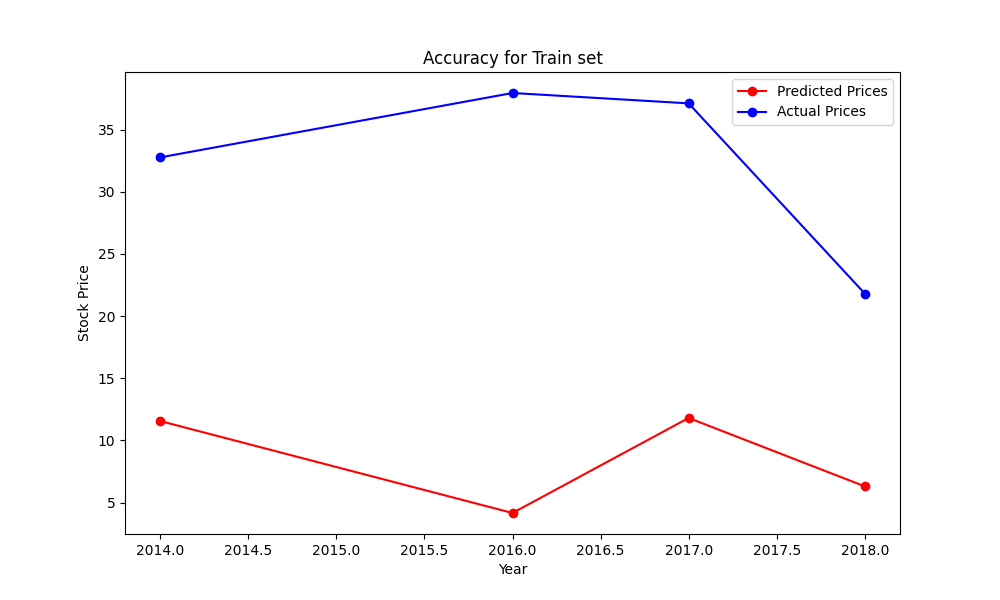 Accuracy for Train set
Predicted Prices
Actual Prices
Stock Price
35
30
25
20
15
10
5
2014.0 2014.5 2015.0 2015.5 2016.0 2016.5 2017.0 2017.5 2018.0
Year